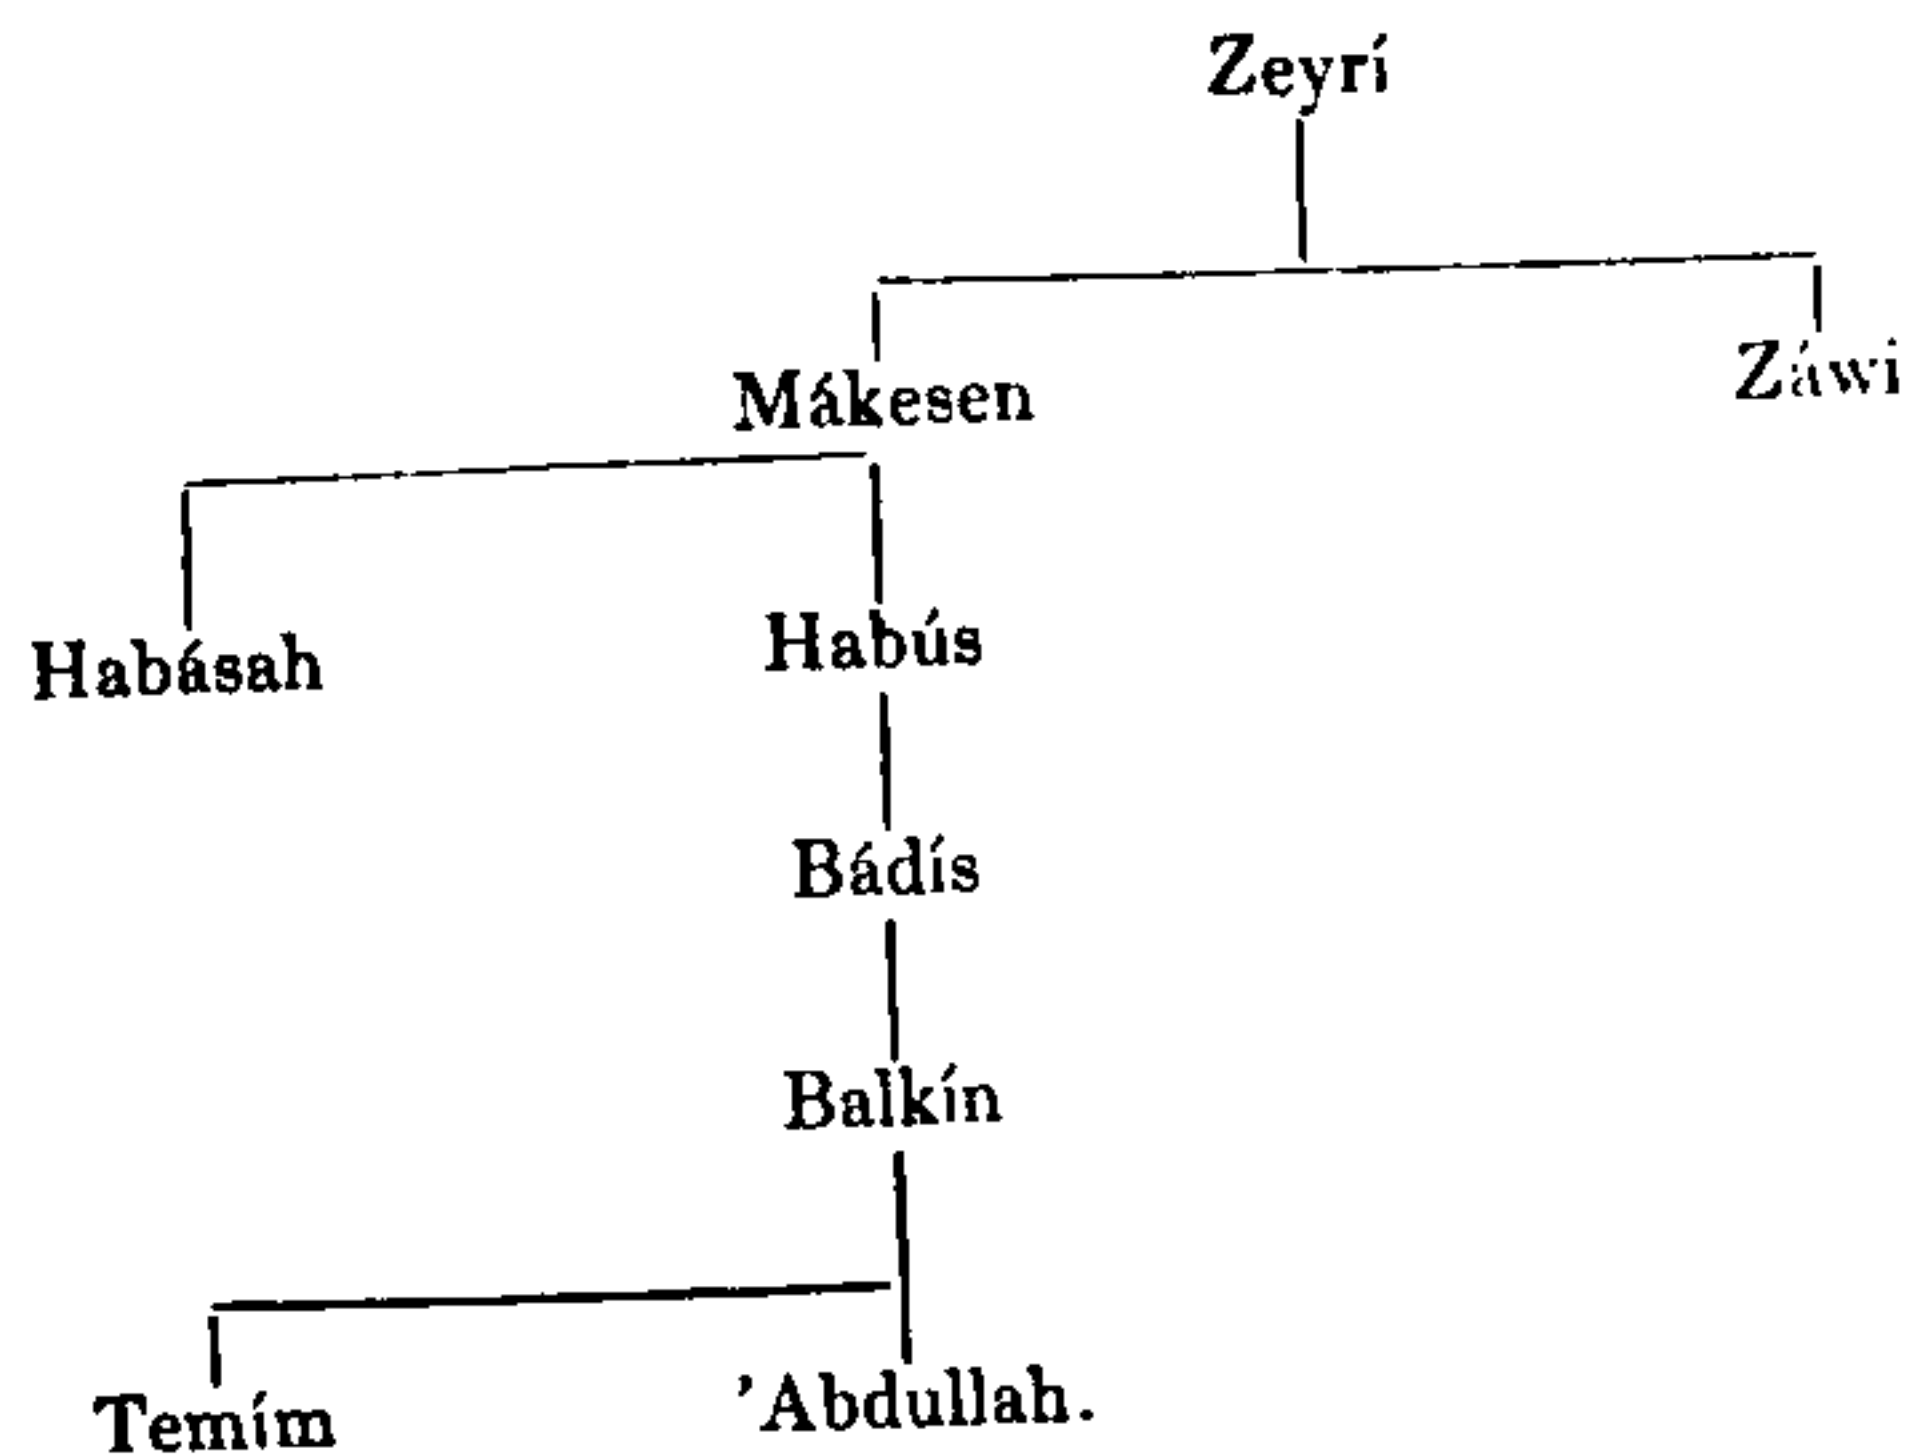 Zeyrí
Mákesen
Záwi
Habásah
Habús
Bádís
Balkín
Temím
’Abdullah.